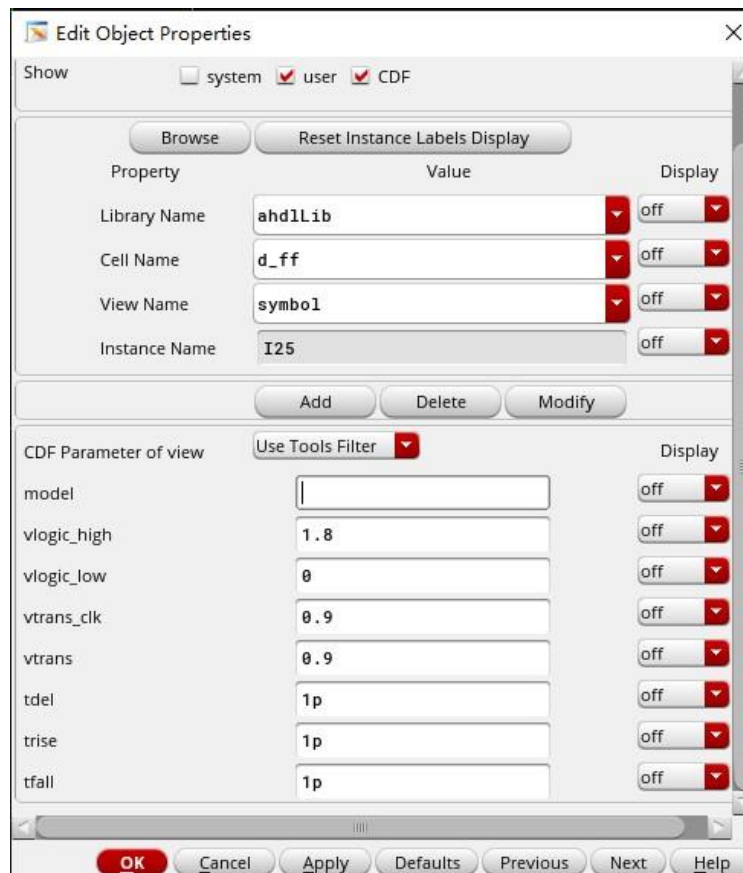 Edit Object Properties
Show system user CDF
Browse Reset Instance Labels Display
Property Value Display
Library Name ahdlLib off
Cell Name d_ff off
View Name symbol off
Instance Name I25 off
Add Delete Modify
CDF Parameter of view Use Tools Filter Display
model off
vlogic_high 1.8 off
vlogic_low 0 off
vtrans_clk 0.9 off
vtrans 0.9 off
tdel 1p off
trise 1p off
tfall 1p off
OK Cancel Apply Defaults Previous Next Help